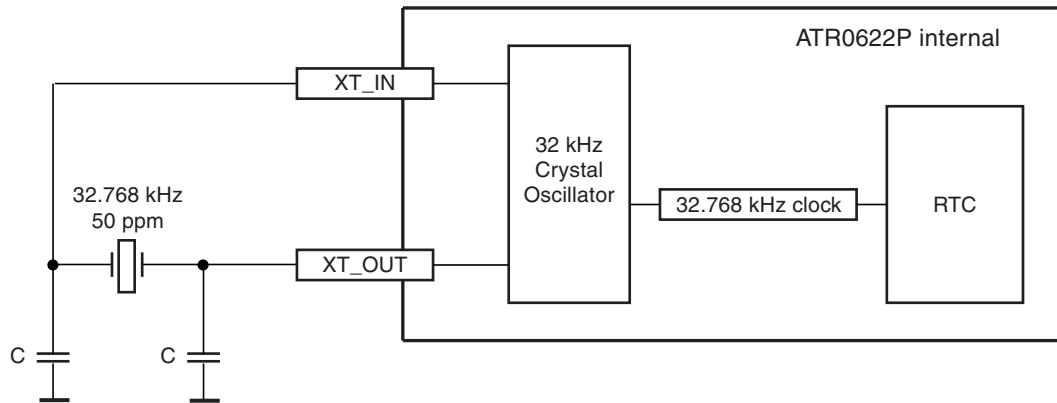 ATR0622P internal
XT_IN
32 kHz
Crystal
Oscillator
32.768 kHz
50 ppm
32.768 kHz clock
RTC
XT_OUT
C
C